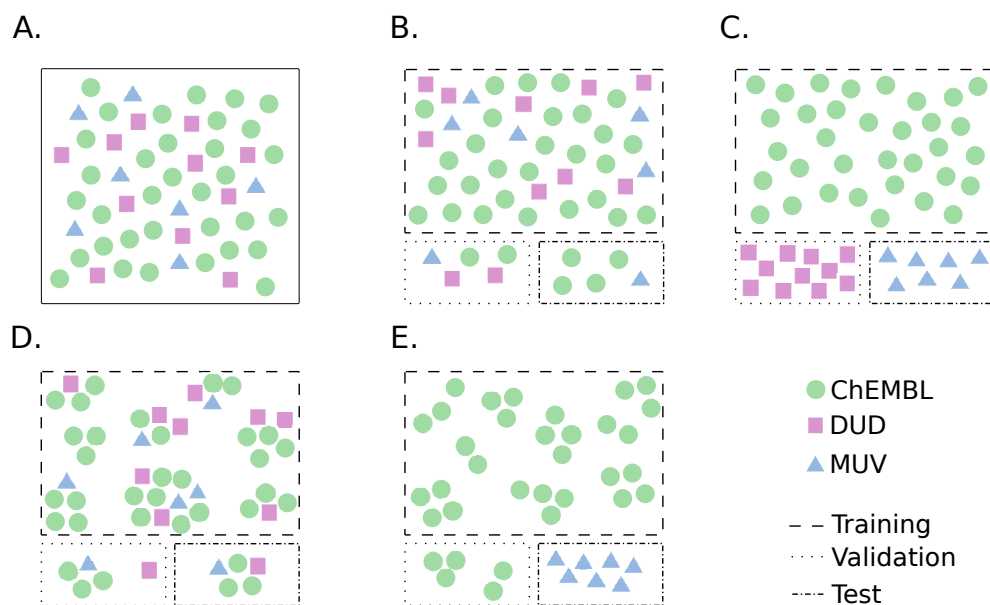 A.
B.
C.
D.
E.
ChEMBL
DUD
MUV
Training
Validation
Test